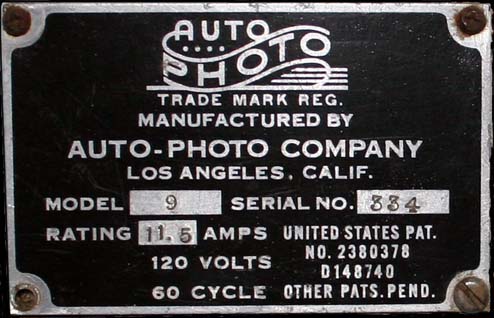 AUTO
PHOTO
TRADE MARK REG.
MANUFACTURED BY
AUTO-PHOTO COMPANY
LOS ANGELES, CALIF.
MODEL 9 SERIAL NO. 334
RATING 11.5 AMPS UNITED STATES PAT.
120 VOLTS NO. 2380378
D148740
60 CYCLE OTHER PATS. PEND.